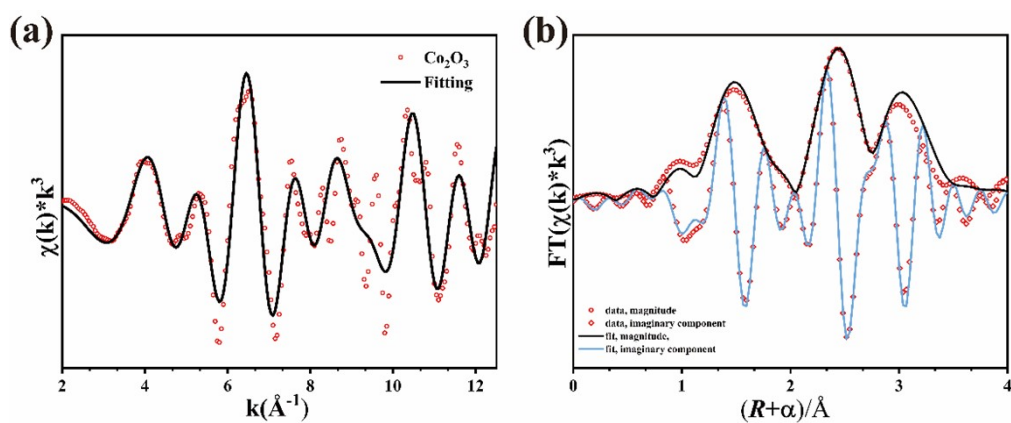 (a)
Co₂O₃
Fitting
χ(k)*k³
2
4
6
8
10
12
k(Å⁻¹)
(b)
FT(χ(k)*k³)
data, magnitude
data, imaginary component
fit, magnitude,
fit, imaginary component
0
1
2
3
4
(R+α)/Å